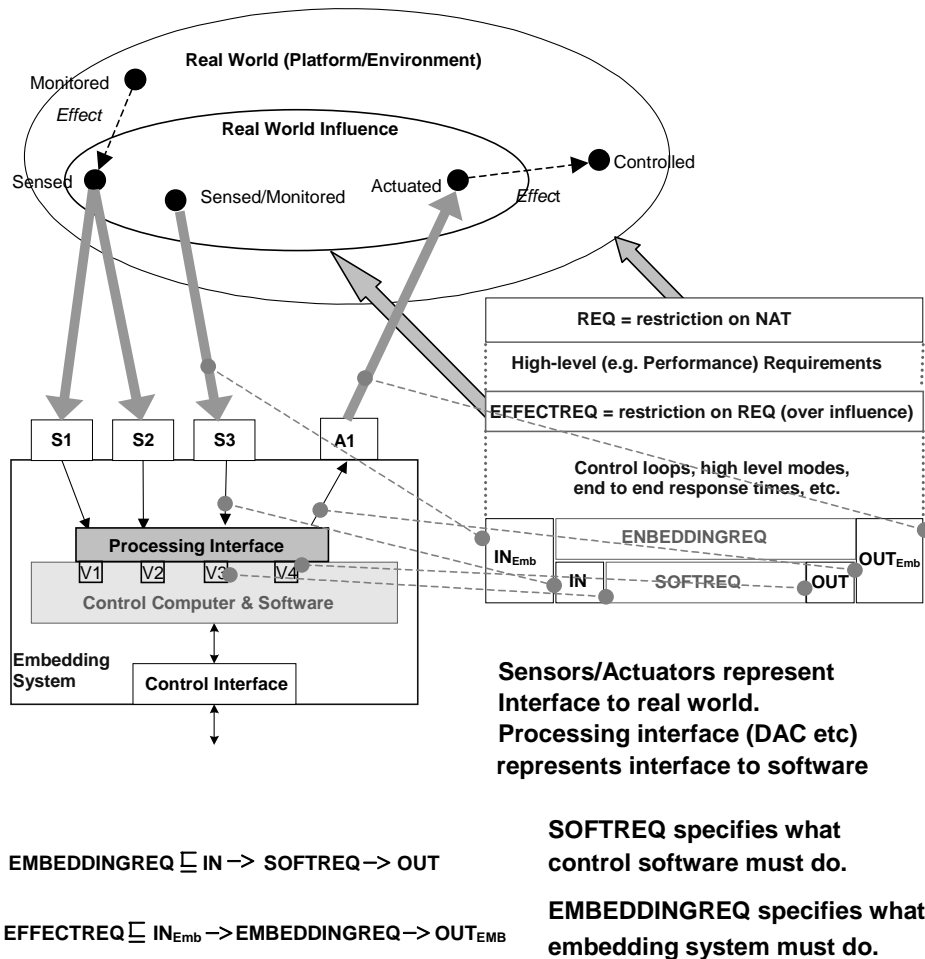 Real World (Platform/Environment)
Monitored
Effect
Real World Influence
Sensed
Sensed/Monitored
Actuated
Effect
Controlled
REQ = restriction on NAT
High-level (e.g. Performance) Requirements
EFFECTREQ = restriction on REQ (over influence)
Control loops, high level modes,
end to end response times, etc.
S1
S2
S3
A1
Processing Interface
V1
V2
V3
V4
Control Computer & Software
Embedding
System
Control Interface
IN_Emb
ENBEDDINGREQ
OUT_Emb
IN
SOFTREQ
OUT
Sensors/Actuators represent
Interface to real world.
Processing interface (DAC etc)
represents interface to software
EMBEDDINGREQ ⊑ IN –> SOFTREQ –> OUT
SOFTREQ specifies what
control software must do.
EFFECTREQ ⊑ IN_Emb –> EMBEDDINGREQ –> OUT_EMB
EMBEDDINGREQ specifies what
embedding system must do.